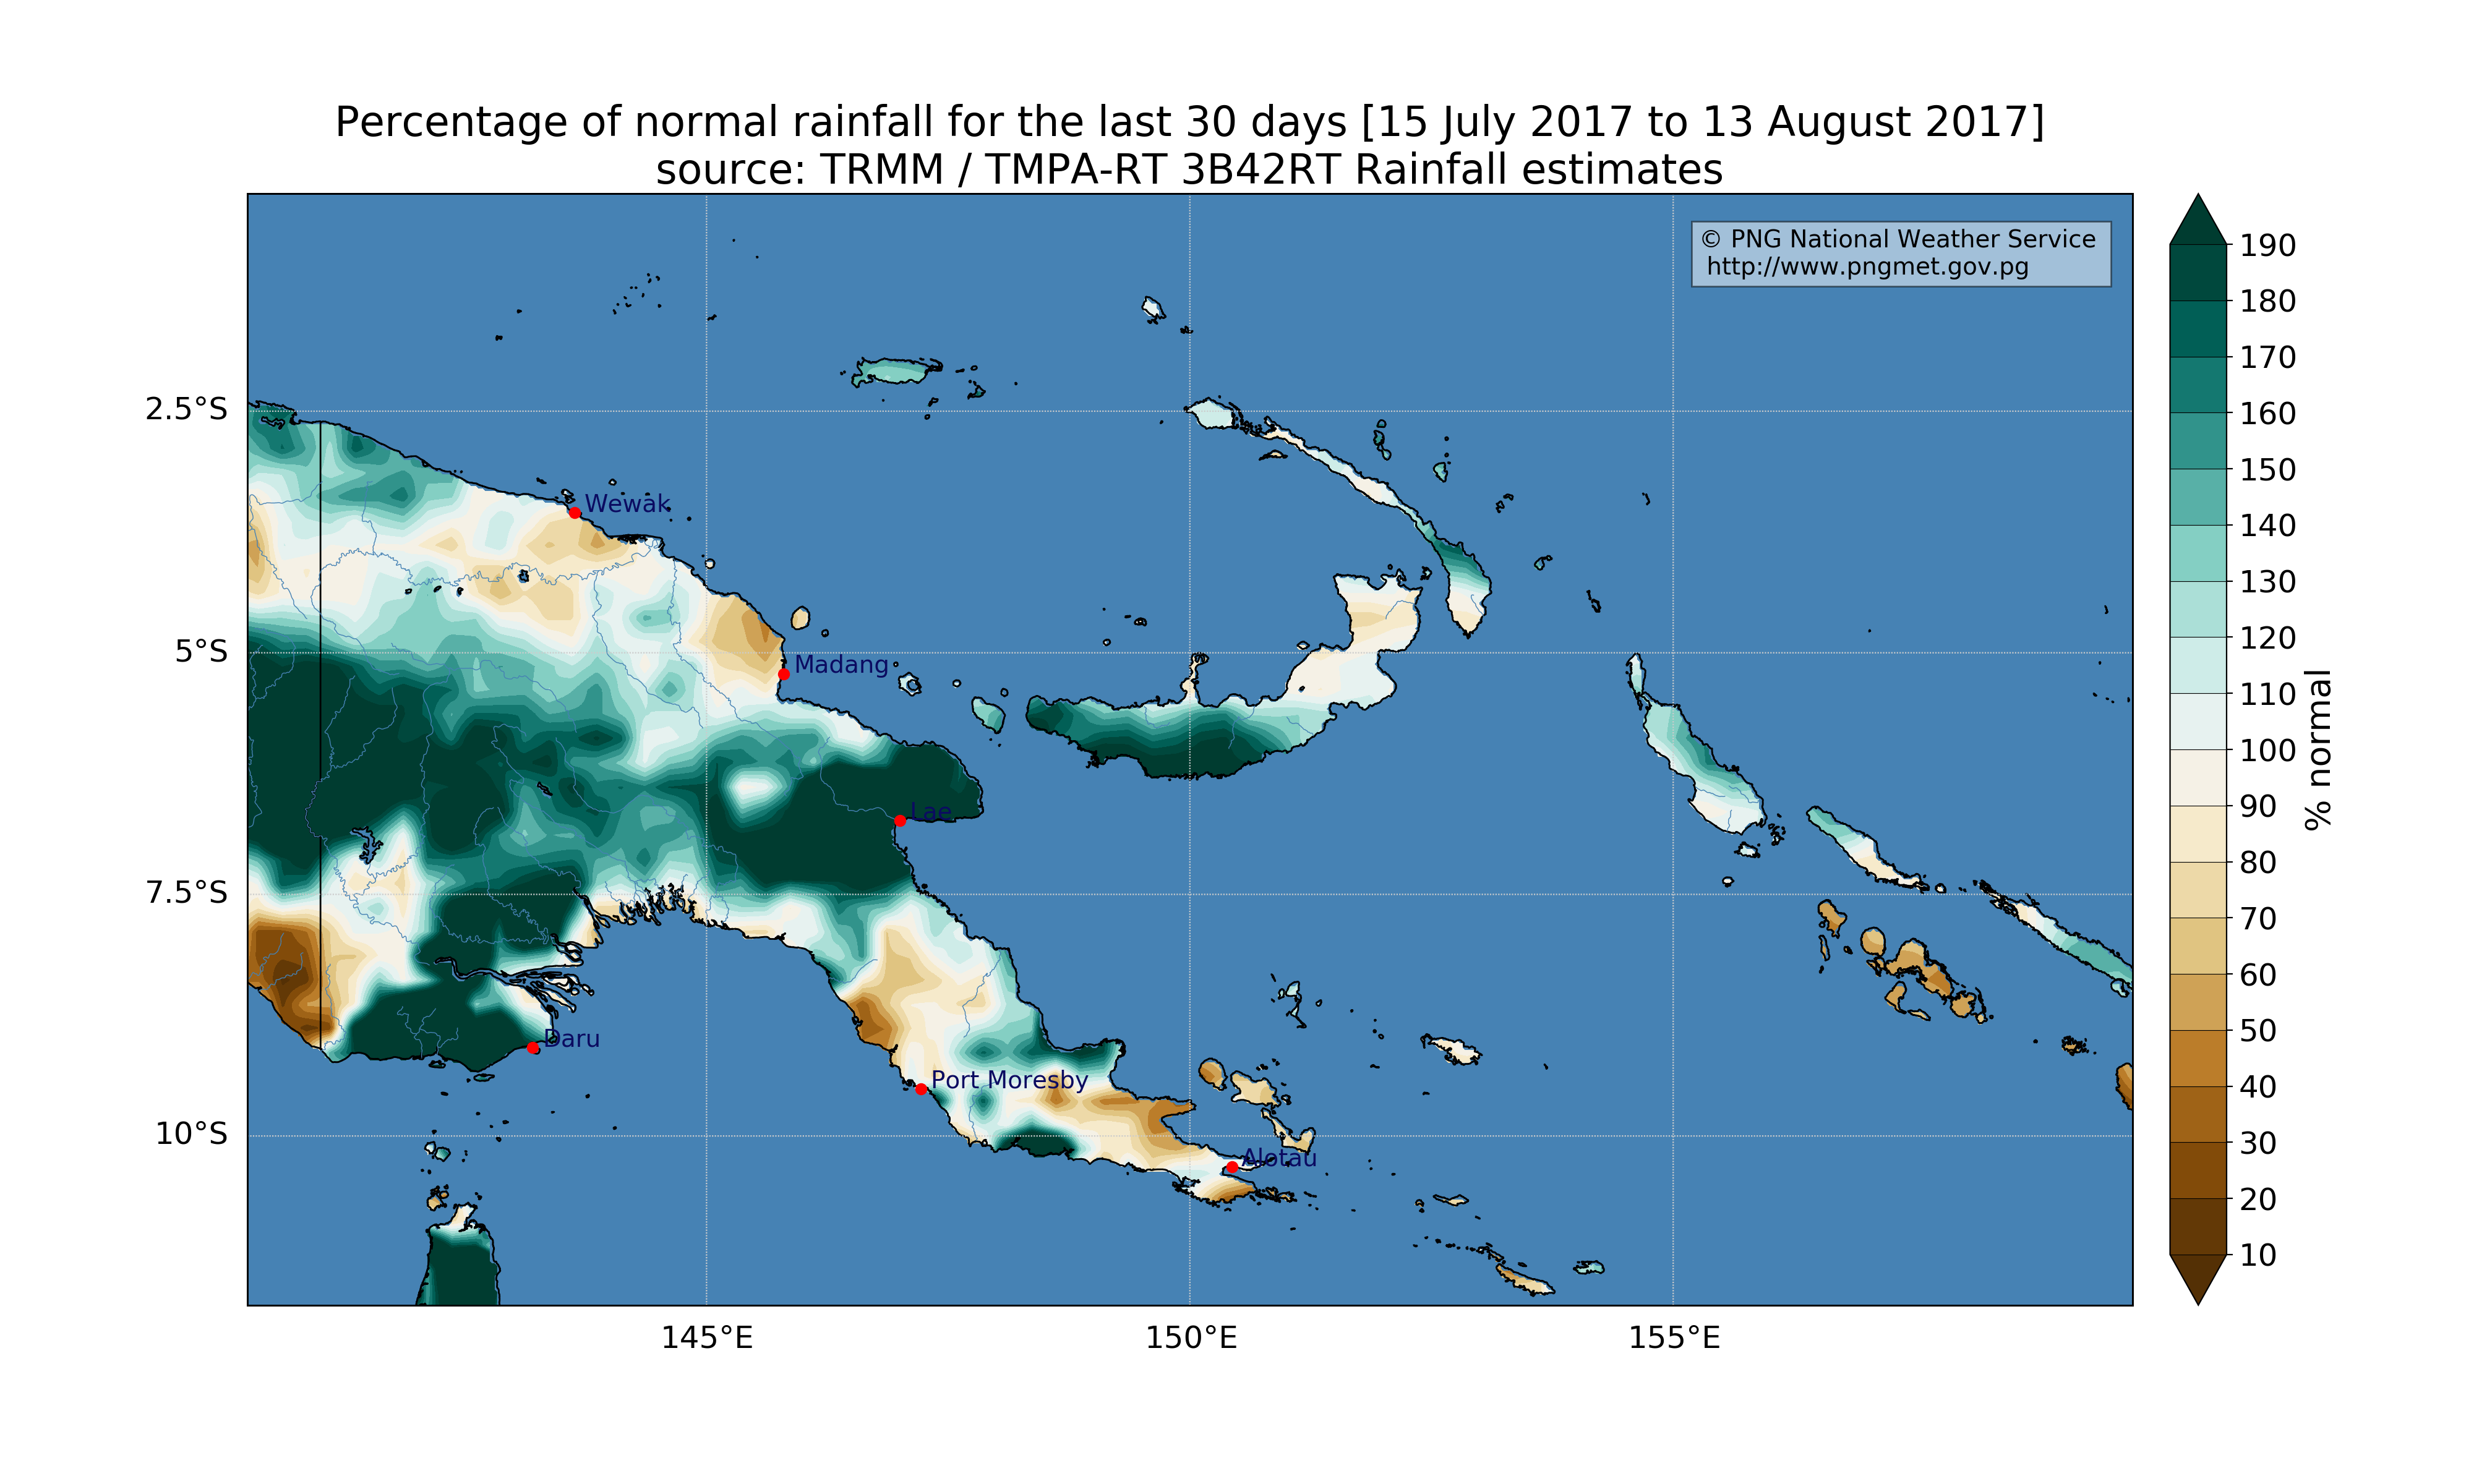 Percentage of normal rainfall for the last 30 days [15 July 2017 to 13 August 2017]
source: TRMM / TMPA-RT 3B42RT Rainfall estimates
© PNG National Weather Service
http://www.pngmet.gov.pg
2.5°S
5°S
7.5°S
10°S
145°E
150°E
155°E
Wewak
Madang
Lae
Daru
Port Moresby
Alotau
190
180
170
160
150
140
130
120
110
100
90
80
70
60
50
40
30
20
10
% normal